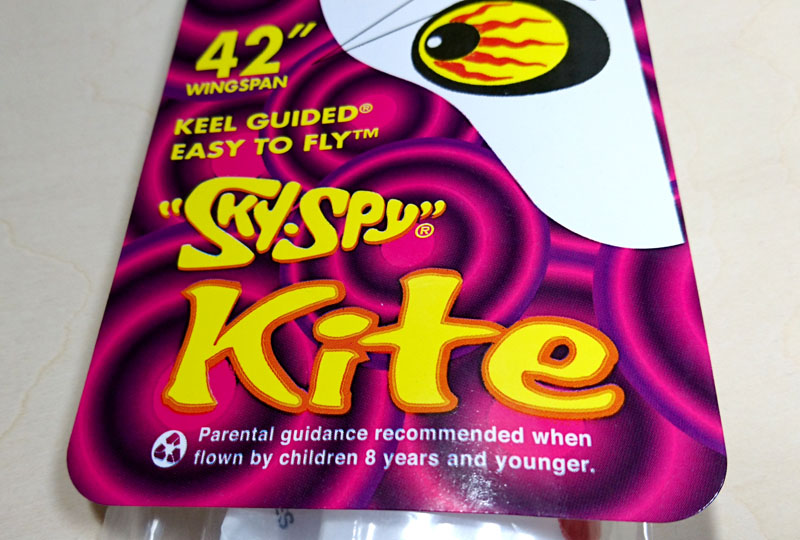 42"
WINGSPAN
KEEL GUIDED®
EASY TO FLY™
"SKY-SPY"®
Kite
Parental guidance recommended when
flown by children 8 years and younger.